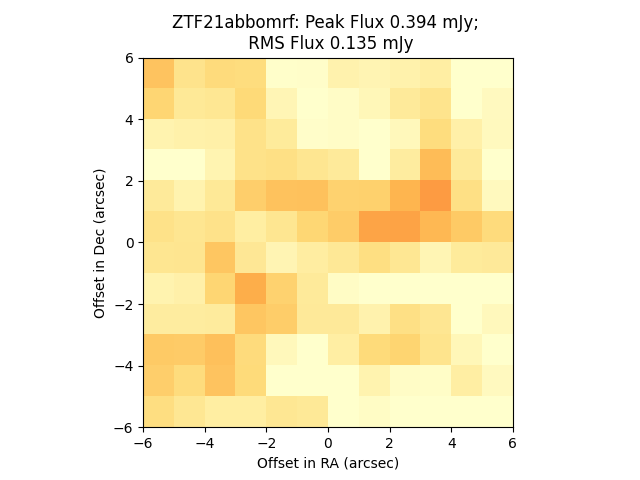 ZTF21abbomrf: Peak Flux 0.394 mJy;
RMS Flux 0.135 mJy
6
4
2
0
−2
−4
−6
Offset in Dec (arcsec)
−6 −4 −2 0 2 4 6
Offset in RA (arcsec)